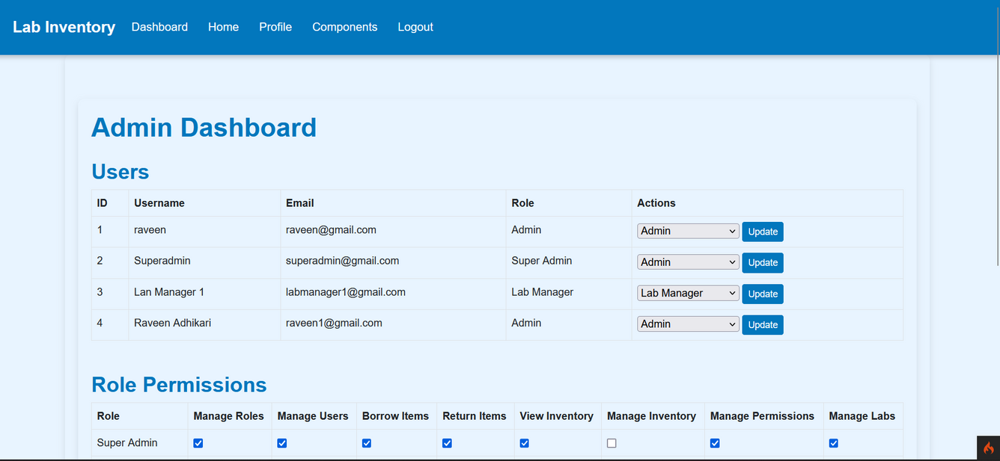 Lab Inventory Dashboard Home Profile Components Logout
Admin Dashboard
Users
ID Username Email Role Actions
1 raveen raveen@gmail.com Admin Admin Update
2 Superadmin superadmin@gmail.com Super Admin Admin Update
3 Lan Manager 1 labmanager1@gmail.com Lab Manager Lab Manager Update
4 Raveen Adhikari raveen1@gmail.com Admin Admin Update
Role Permissions
Role Manage Roles Manage Users Borrow Items Return Items View Inventory Manage Inventory Manage Permissions Manage Labs
Super Admin